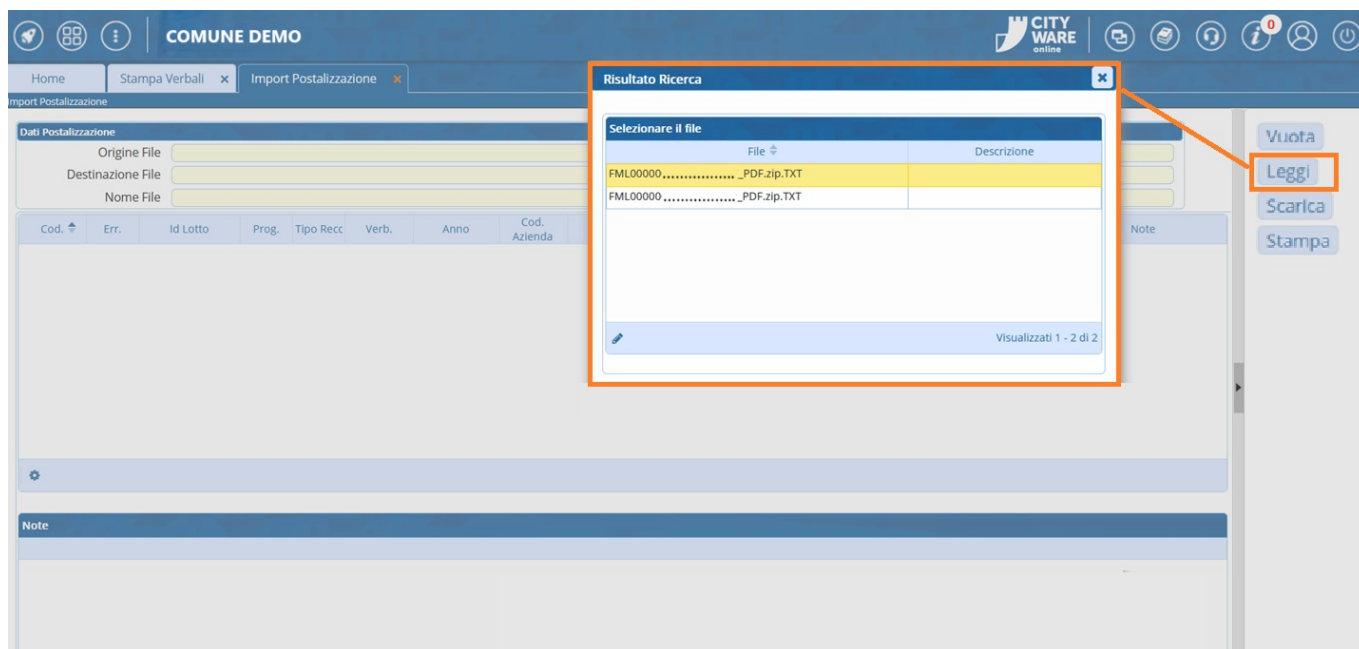 COMUNE DEMO
CITY
WARE
online
0
Home
Stampa Verbali
Import Postalizzazione
Import Postalizzazione
Risultato Ricerca
Selezionare il file
File
Descrizione
FML00000................._PDF.zip.TXT
FML00000................._PDF.zip.TXT
Visualizzati 1 - 2 di 2
Vuota
Leggi
Scarica
Stampa
Dati Postalizzazione
Origine File
Destinazione File
Nome File
Cod. Err. Id Lotto Prog. Tipo Recc Verb. Anno Cod. Azienda Note
Note